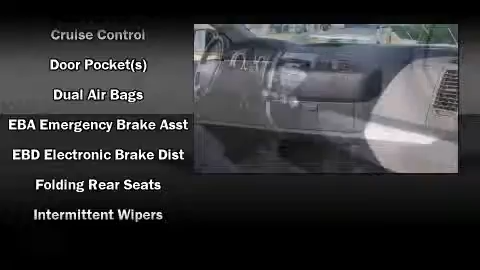 Cruise Control
Door Pocket(s)
Dual Air Bags
EBA Emergency Brake Asst
EBD Electronic Brake Dist
Folding Rear Seats
Intermittent Wipers